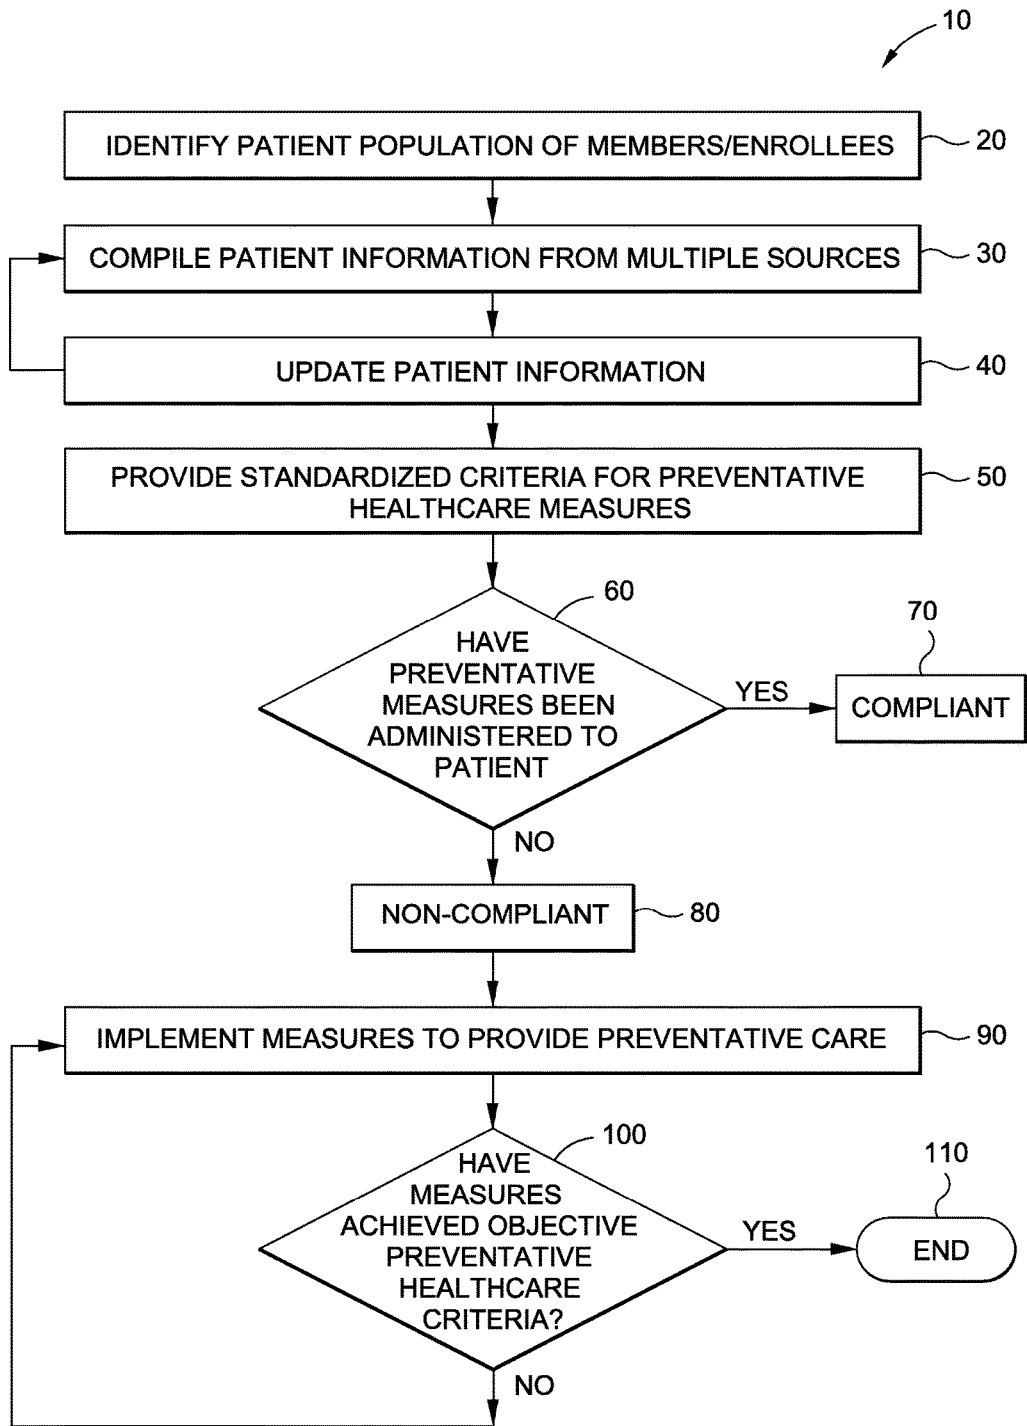 10
IDENTIFY PATIENT POPULATION OF MEMBERS/ENROLLEES
20
COMPILE PATIENT INFORMATION FROM MULTIPLE SOURCES
30
UPDATE PATIENT INFORMATION
40
PROVIDE STANDARDIZED CRITERIA FOR PREVENTATIVE
HEALTHCARE MEASURES
50
60
HAVE
PREVENTATIVE
MEASURES BEEN
ADMINISTERED TO
PATIENT
YES
70
COMPLIANT
NO
NON-COMPLIANT
80
IMPLEMENT MEASURES TO PROVIDE PREVENTATIVE CARE
90
100
HAVE
MEASURES
ACHIEVED OBJECTIVE
PREVENTATIVE
HEALTHCARE
CRITERIA?
YES
110
END
NO